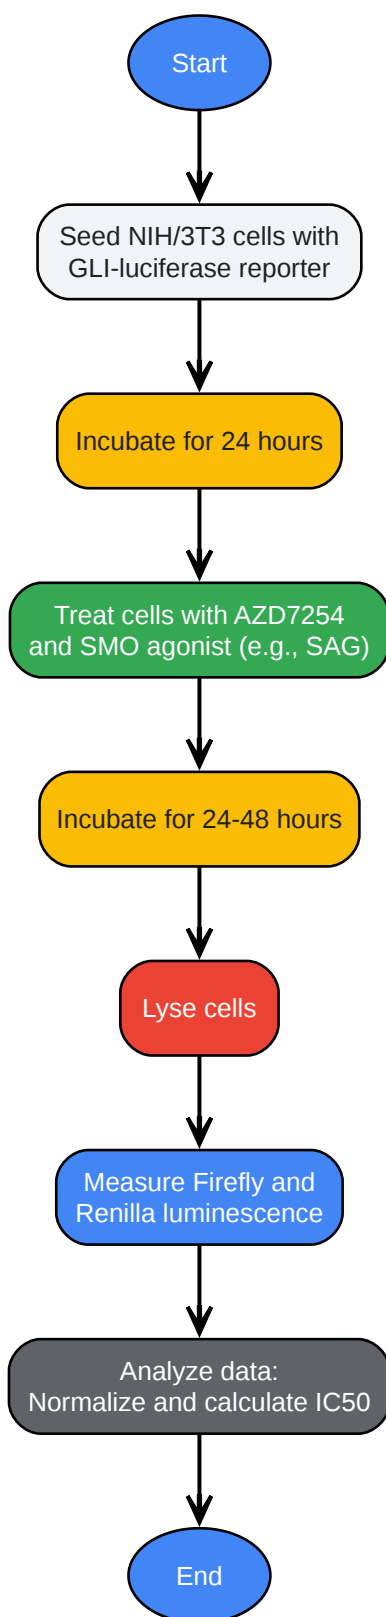 Start
Seed NIH/3T3 cells with
GLI-luciferase reporter
Incubate for 24 hours
Treat cells with AZD7254
and SMO agonist (e.g., SAG)
Incubate for 24-48 hours
Lyse cells
Measure Firefly and
Renilla luminescence
Analyze data:
Normalize and calculate IC50
End